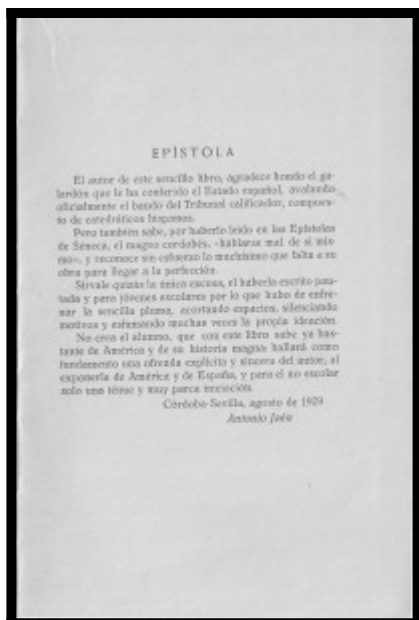 EPÍSTOLA
El autor de este sencillo libro, agradece hondo el ga-
lardón que le ha conferido el Estado español, avalando
oficialmente el bando del Tribunal calificador, compues-
to de catedráticos hispanos.
Pero también sabe, por haberlo leído en las Epístolas
de Séneca, el magno cordobés, «hablaras mal de ti mis-
mo», y reconoce sin esfuerzo lo muchísimo que falta a su
obra para llegar a la perfección.
Sírvale quizás la única excusa, el haberlo escrito pau-
tada y para jóvenes escolares por lo que hubo de enfre-
nar la sencilla pluma, acortando espacios, silenciando
motivos y esfumando muchas veces la propia ideación.
No crea el alumno, que con este libro sabe ya bas-
tante de América y de su historia magna hallará como
fundamento una ofrenda explícita y sincera del autor, al
exponerla de América y de España, y para el no escolar
solo una tenue y muy parca iniciación.
Córdoba-Sevilla, agosto de 1929
Antonio Jaén